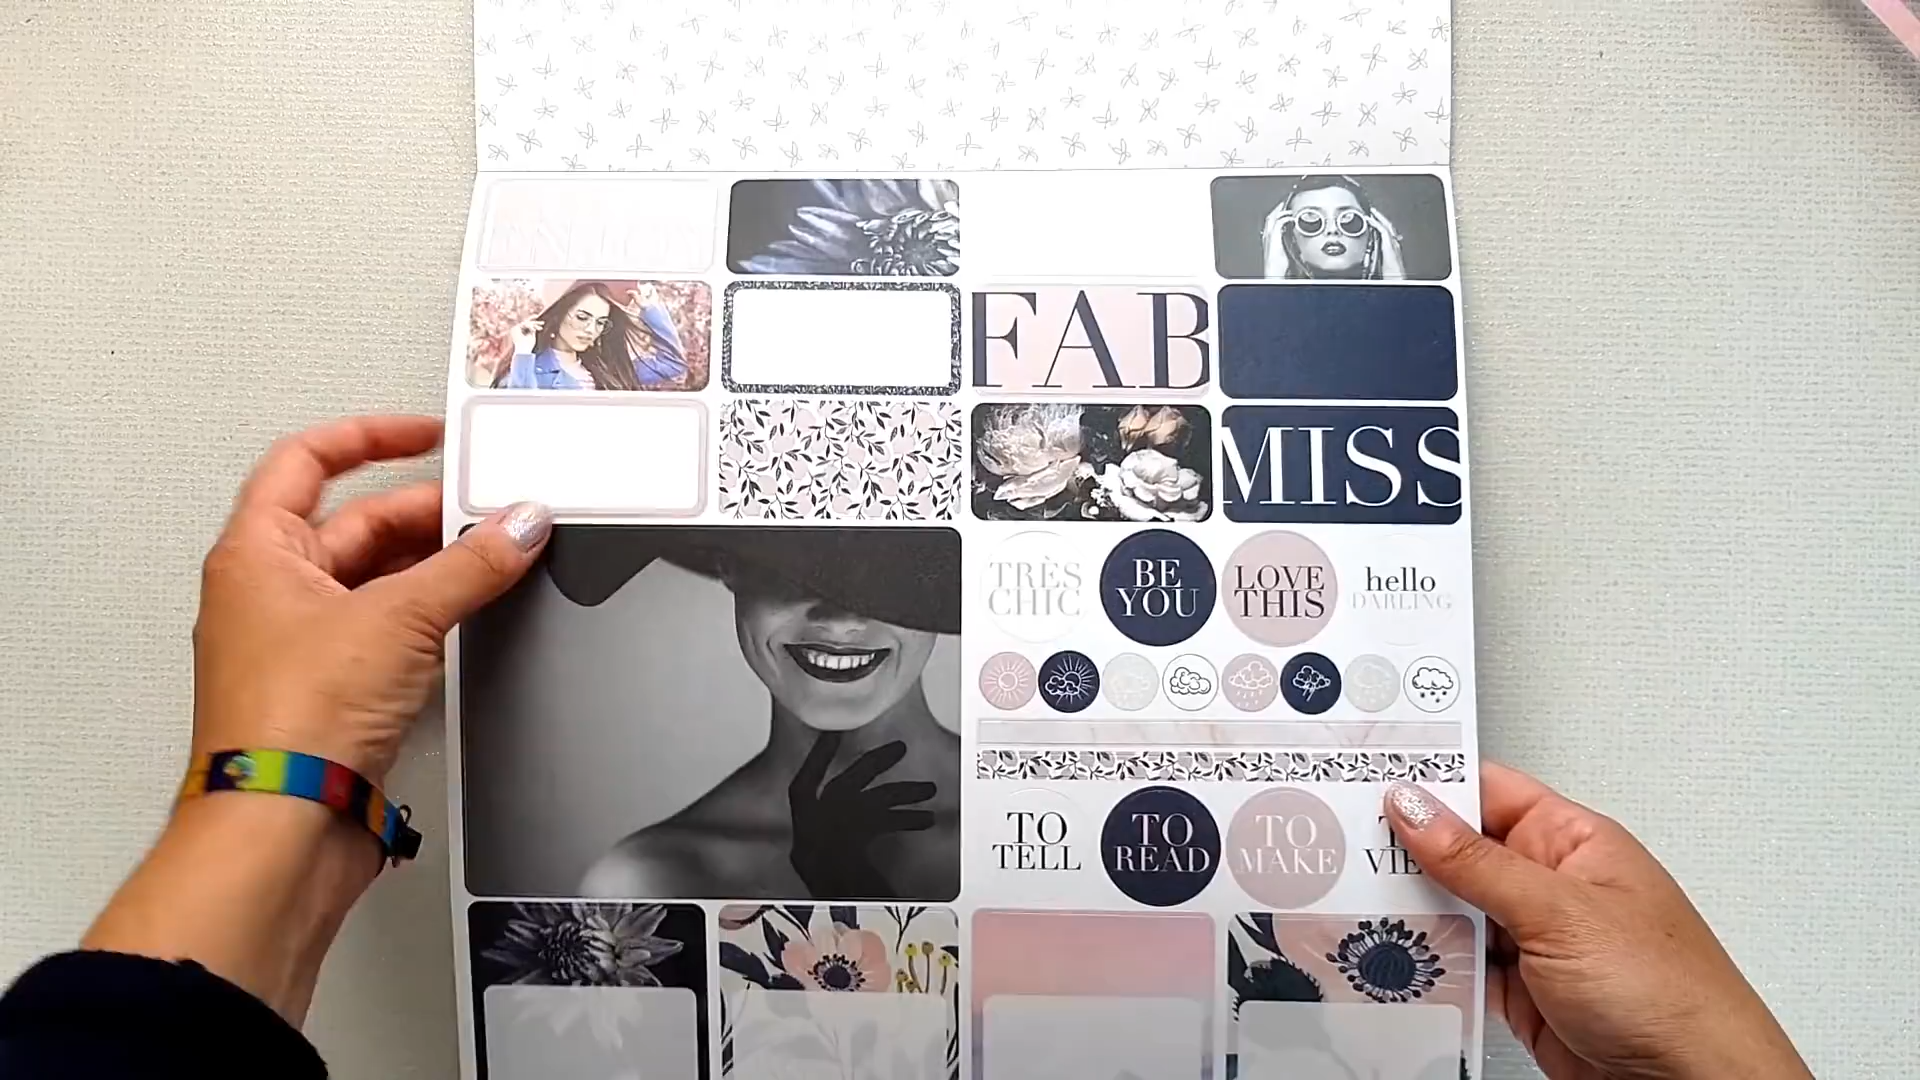 FAB
MISS
TRÈS
CHIC
BE
YOU
LOVE
THIS
hello
DARLING
TO
TELL
TO
READ
TO
MAKE